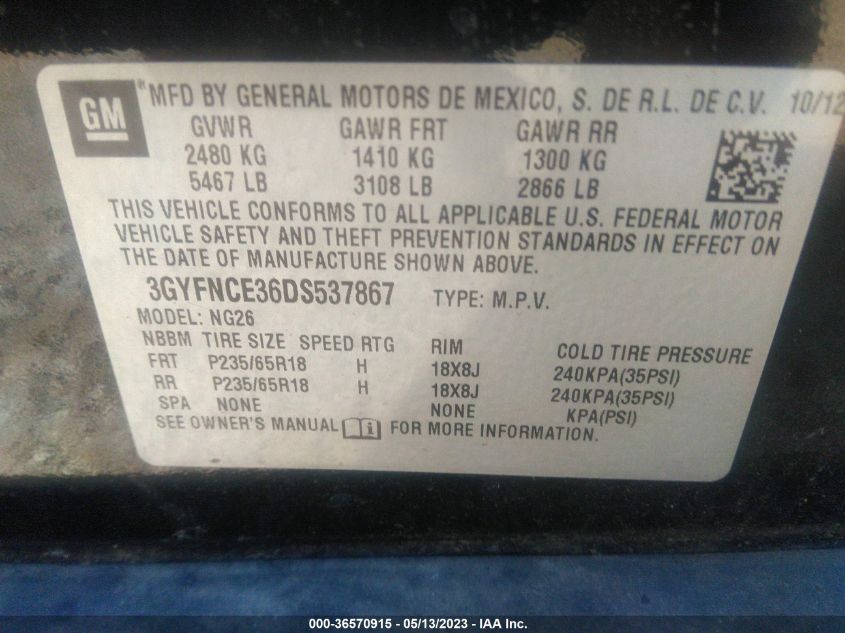 GM ® MFD BY GENERAL MOTORS DE MEXICO, S. DE R.L. DE C.V. 10/12
GVWR GAWR FRT GAWR RR
2480 KG 1410 KG 1300 KG
5467 LB 3108 LB 2866 LB
THIS VEHICLE CONFORMS TO ALL APPLICABLE U.S. FEDERAL MOTOR
VEHICLE SAFETY AND THEFT PREVENTION STANDARDS IN EFFECT ON
THE DATE OF MANUFACTURE SHOWN ABOVE.
3GYFNCE36DS537867 TYPE: M.P.V.
MODEL: NG26
NBBM TIRE SIZE SPEED RTG RIM COLD TIRE PRESSURE
FRT P235/65R18 H 18X8J 240KPA(35PSI)
RR P235/65R18 H 18X8J 240KPA(35PSI)
SPA NONE NONE KPA(PSI)
SEE OWNER'S MANUAL i FOR MORE INFORMATION.
000-36570915 - 05/13/2023 - IAA Inc.